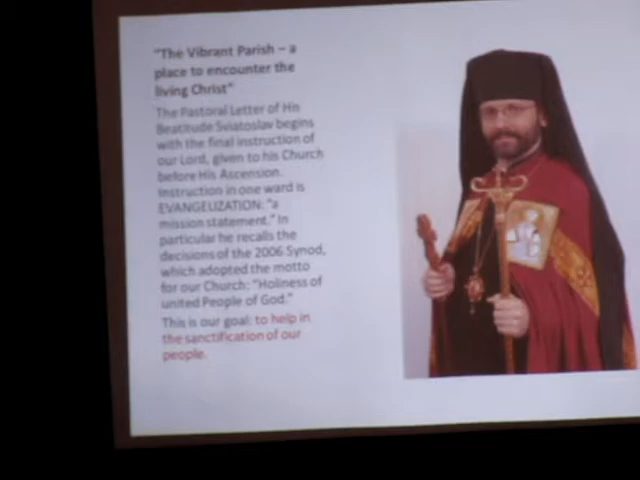 "The Vibrant Parish – a
place to encounter the
living Christ"
The Pastoral Letter of His
Beatitude Sviatoslav begins
with the final instruction of
our Lord, given to his Church
before His Ascension.
Instruction in one ward is
EVANGELIZATION: "a
mission statement." In
particular he recalls the
decisions of the 2006 Synod,
which adopted the motto
for our Church: "Holiness of
united People of God."
This is our goal: to help in
the sanctification of our
people.